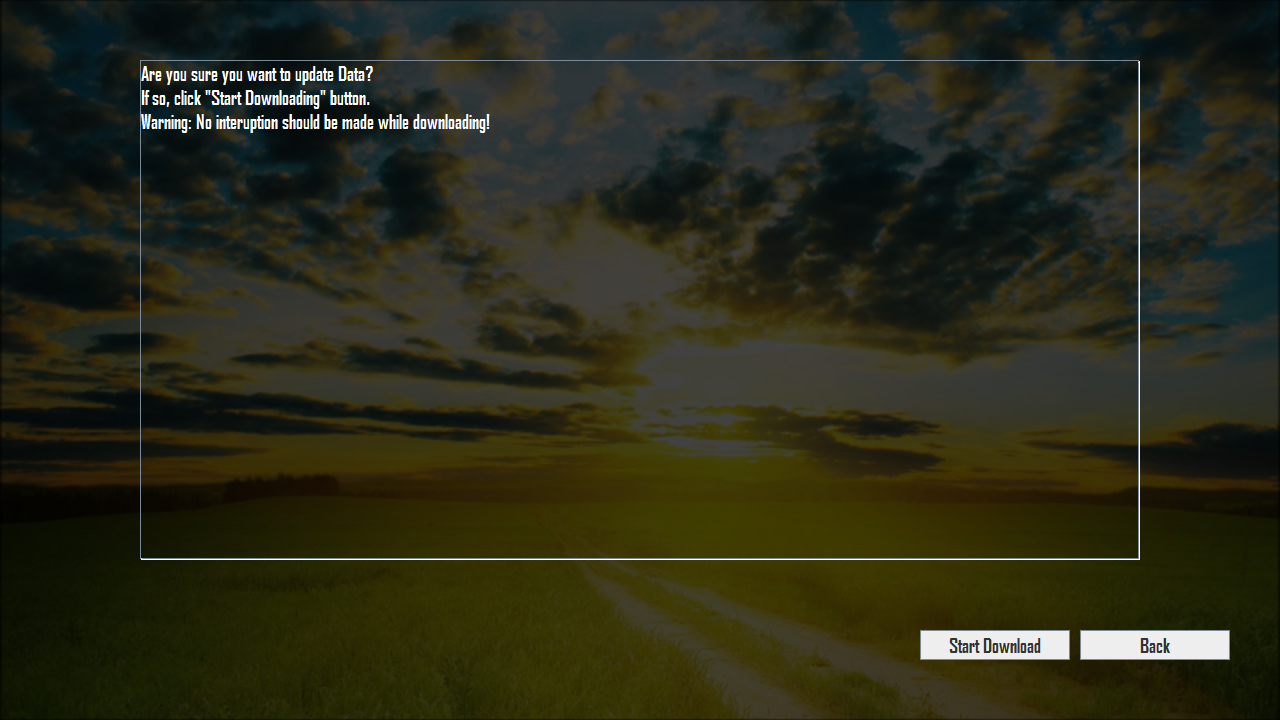 Are you sure you want to update Data?
If so, click "Start Downloading" button.
Warning: No interuption should be made while downloading!
Start Download
Back